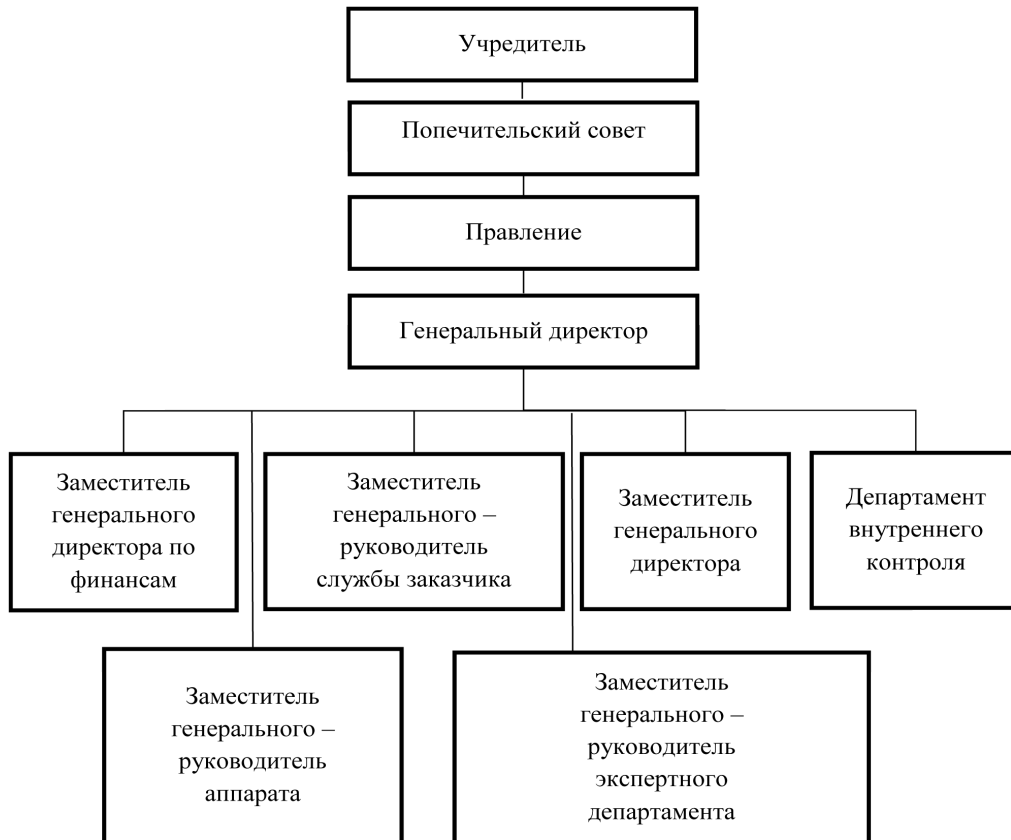 Учредитель
Попечительский совет
Правление
Генеральный директор
Заместитель
генерального
директора по
финансам
Заместитель
генерального –
руководитель
службы заказчика
Заместитель
генерального
директора
Департамент
внутреннего
контроля
Заместитель
генерального –
руководитель
аппарата
Заместитель
генерального –
руководитель
экспертного
департамента